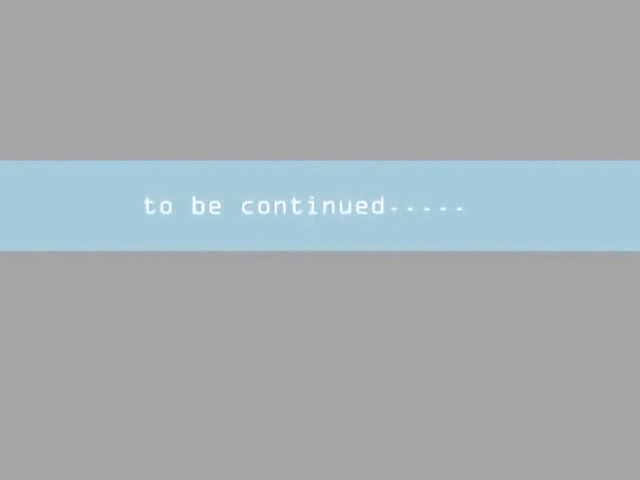 to be continued-----